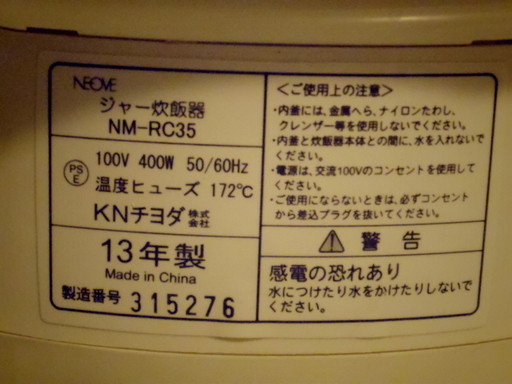 NEOVE
ジャー炊飯器
NM-RC35
PS
E
100V 400W 50/60Hz
温度ヒューズ 172℃
KNチヨダ株式会社
13年製
Made in China
製造番号 315276
＜ご使用上の注意＞
・内蓋には、金属へら、ナイロンたわし、
クレンザー等を使用しないでください。
・内蓋と炊飯器本体との間に、水を入れないで
ください。
・電源は、交流100Vのコンセントを使用して
ください。
・ご使用にならないときは、必ずコンセント
から差込プラグを抜いてください。
警告
感電の恐れあり
水につけたり水をかけたりしないで
ください。